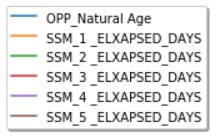 OPP_Natural Age
SSM_1 _ELXAPSED_DAYS
SSM_2 _ELXAPSED_DAYS
SSM_3 _ELXAPSED_DAYS
SSM_4 _ELXAPSED_DAYS
SSM_5 _ELXAPSED_DAYS